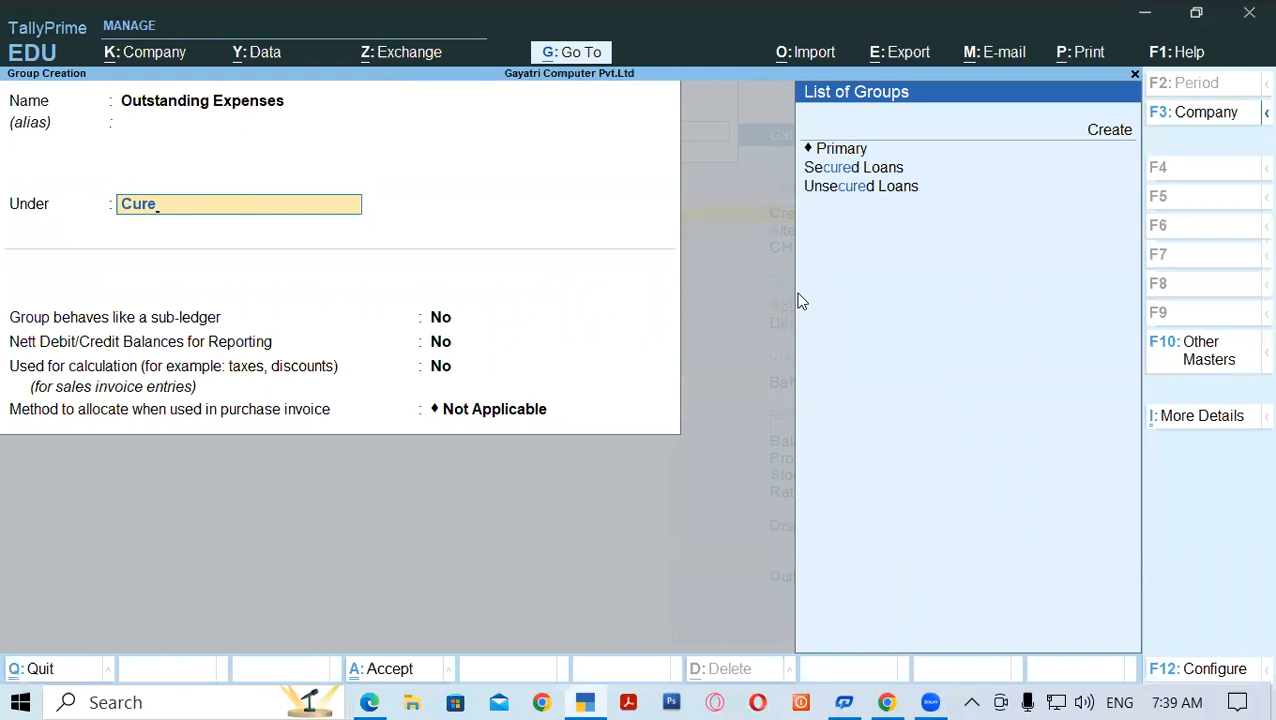 TallyPrime MANAGE
EDU K: Company Y: Data Z: Exchange G: Go To O: Import E: Export M: E-mail P: Print F1: Help
Group Creation Gayatri Computer Pvt.Ltd
Name : Outstanding Expenses
(alias) :
Under : Cure
Group behaves like a sub-ledger : No
Nett Debit/Credit Balances for Reporting : No
Used for calculation (for example: taxes, discounts) : No
(for sales invoice entries)
Method to allocate when used in purchase invoice : ♦ Not Applicable
List of Groups
Create
♦ Primary
Secured Loans
Unsecured Loans
F2: Period
F3: Company
F4
F5
F6
F7
F8
F9
F10: Other
Masters
I: More Details
Q: Quit A: Accept D: Delete F12: Configure
Search Ps zoom ENG 7:39 AM